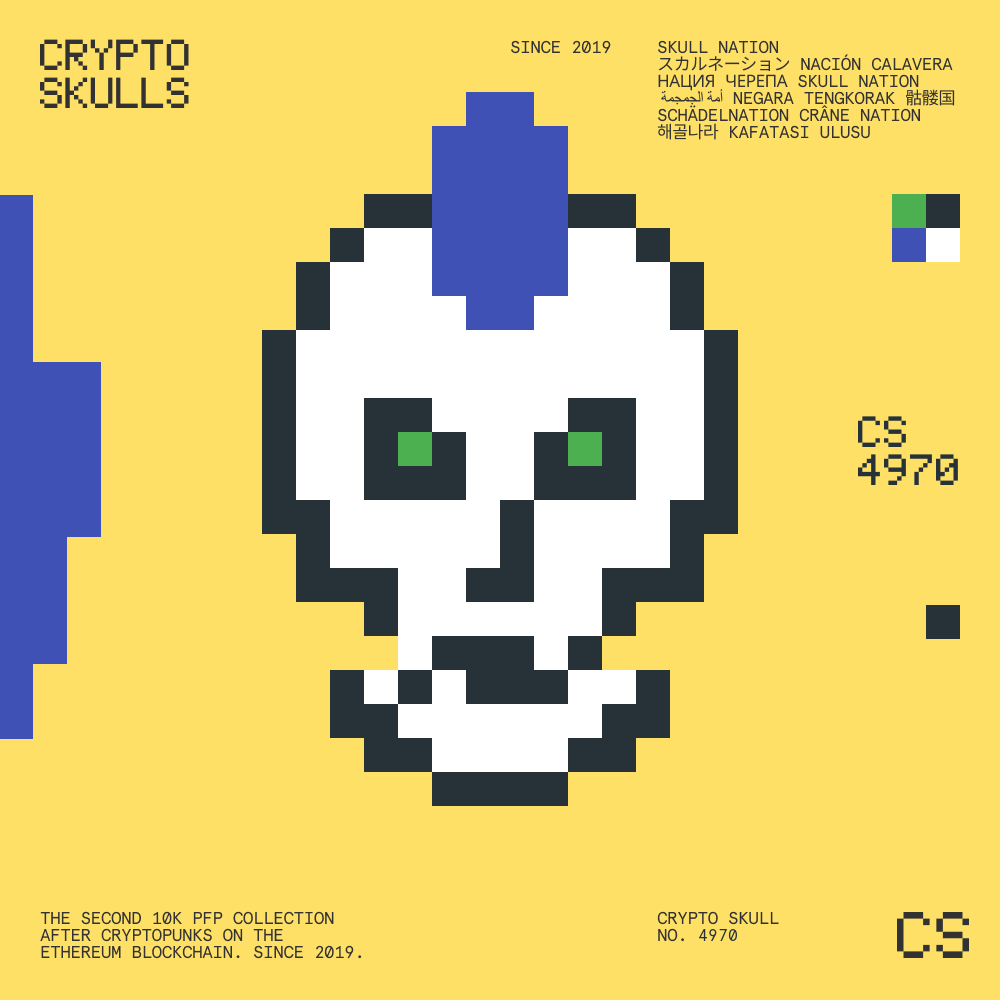 CRYPTO
SKULLS
SINCE 2019
SKULL NATION
スカルネーション NACIÓN CALAVERA
НАЦИЯ ЧЕРЕПА SKULL NATION
أمة الجمجمة NEGARA TENGKORAK 骷髅国
SCHÄDELNATION CRÂNE NATION
해골나라 KAFATASI ULUSU
CS
4970
THE SECOND 10K PFP COLLECTION
AFTER CRYPTOPUNKS ON THE
ETHEREUM BLOCKCHAIN. SINCE 2019.
CRYPTO SKULL
NO. 4970
CS